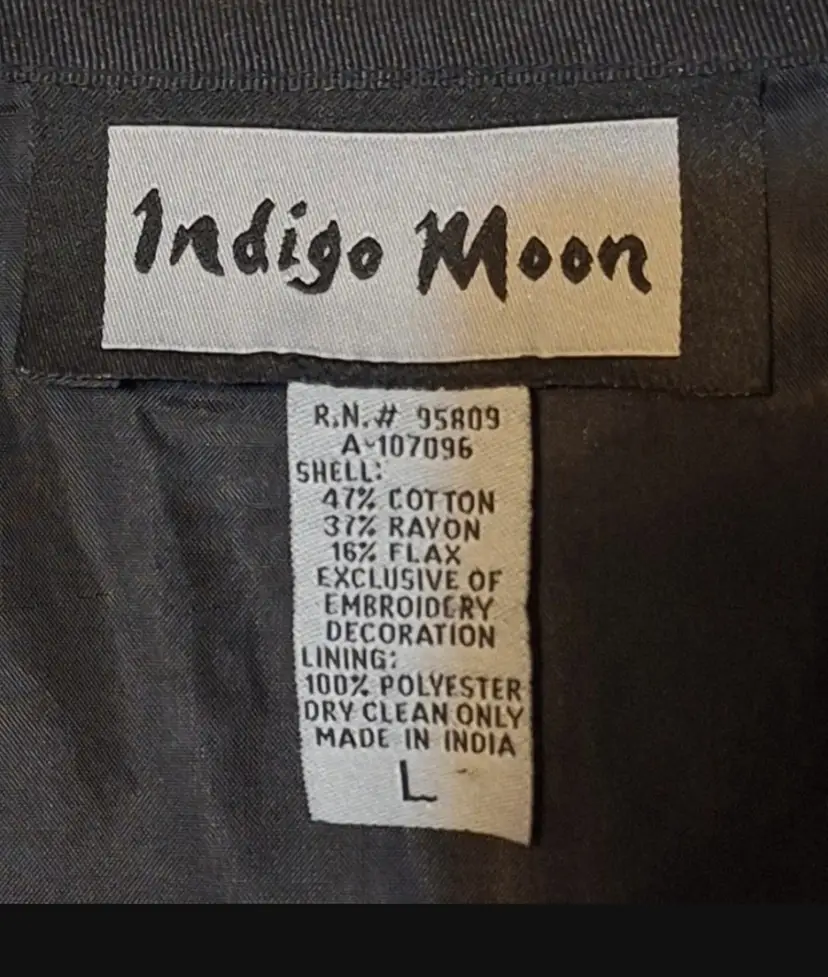 Indigo Moon
R.N.# 95809
A-107096
SHELL:
47% COTTON
37% RAYON
16% FLAX
EXCLUSIVE OF
EMBROIDERY
DECORATION
LINING:
100% POLYESTER
DRY CLEAN ONLY
MADE IN INDIA
L